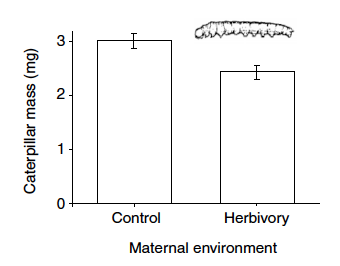 Caterpillar mass (mg)
3
2
1
0
Control
Herbivory
Maternal environment